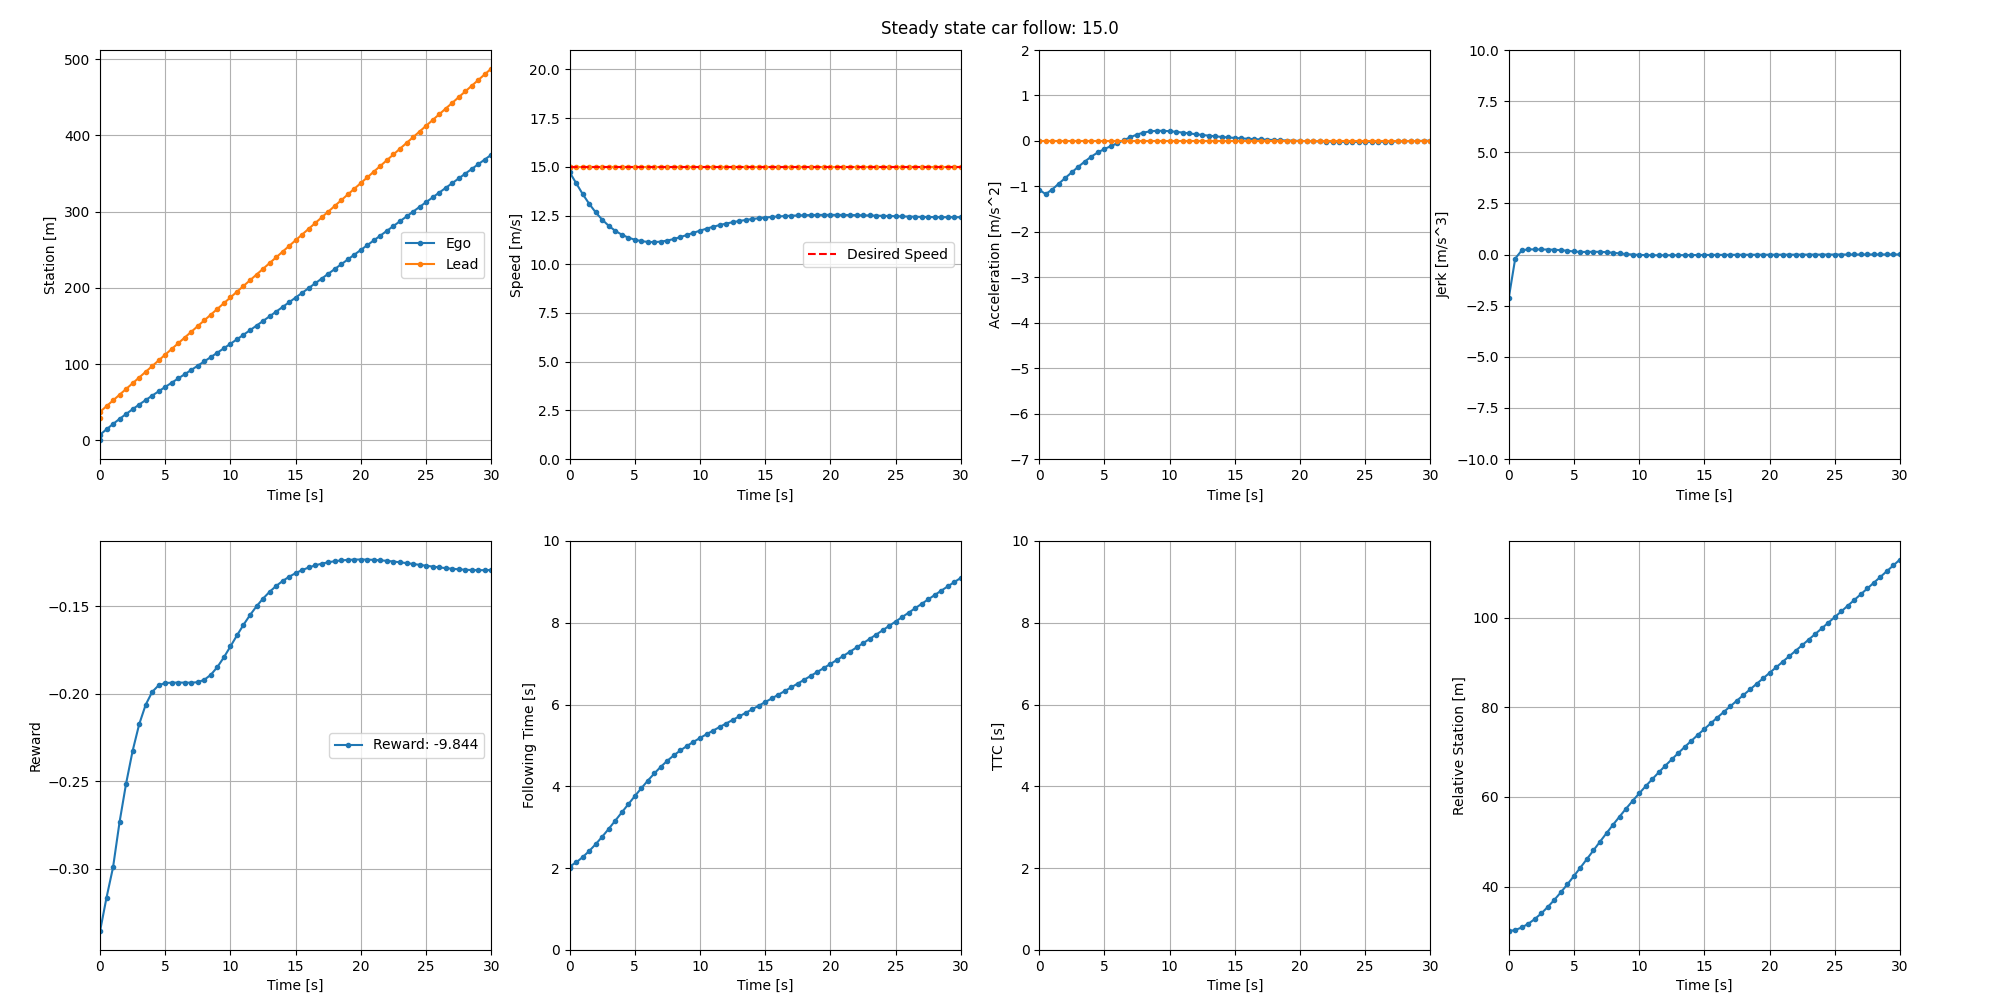 Steady state car follow: 15.0
500
400
300
200
100
0
Station [m]
Ego
Lead
0 5 10 15 20 25 30
Time [s]
20.0
17.5
15.0
12.5
10.0
7.5
5.0
2.5
0.0
Speed [m/s]
Desired Speed
0 5 10 15 20 25 30
Time [s]
2
1
0
−1
−2
−3
−4
−5
−6
−7
Acceleration [m/s^2]
0 5 10 15 20 25 30
Time [s]
10.0
7.5
5.0
2.5
0.0
−2.5
−5.0
−7.5
−10.0
Jerk [m/s^3]
0 5 10 15 20 25 30
Time [s]
−0.15
−0.20
−0.25
−0.30
Reward
Reward: -9.844
0 5 10 15 20 25 30
Time [s]
10
8
6
4
2
0
Following Time [s]
0 5 10 15 20 25 30
Time [s]
10
8
6
4
2
0
TTC [s]
0 5 10 15 20 25 30
Time [s]
100
80
60
40
Relative Station [m]
0 5 10 15 20 25 30
Time [s]